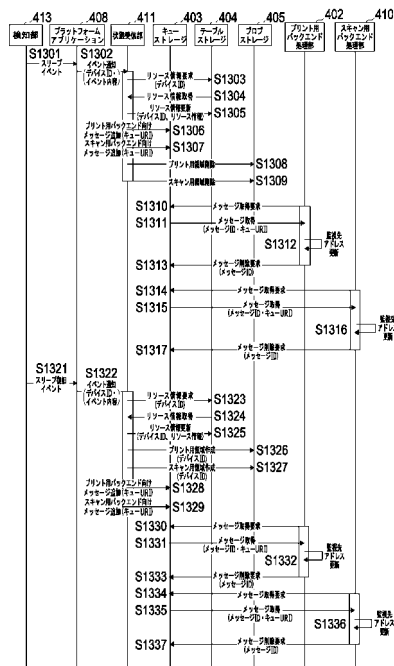 413
408
411
403
404
405
402
410
検知部
プラットフォーム
アプリケーション
状態受信部
キュー
ストレージ
テーブル
ストレージ
ブロブ
ストレージ
プリント用
バックエンド
処理部
スキャン用
バックエンド
処理部
S1301
スリープ
イベント
S1302
イベント通知
(デバイスID・
イベント内容)
リソース情報要求
(デバイスID)
S1303
リソース情報取得
S1304
リソース情報更新
(デバイスID、リソース情報)
S1305
プリント用バックエンド向け
メッセージ追加(キューURI)
S1306
スキャン用バックエンド向け
メッセージ追加(キューURI)
S1307
プリント用領域削除
S1308
スキャン用領域削除
S1309
S1310
メッセージ取得要求
S1311
メッセージ取得
(メッセージID・キューURI)
S1312
監視先
アドレス
更新
S1313
メッセージ削除要求
(メッセージID)
S1314
メッセージ取得要求
S1315
メッセージ取得
(メッセージID・キューURI)
S1316
監視先
アドレス
更新
S1317
メッセージ削除要求
(メッセージID)
S1321
スリープ復旧
イベント
S1322
イベント通知
(デバイスID・
イベント内容)
リソース情報要求
(デバイスID)
S1323
リソース情報取得
S1324
リソース情報更新
(デバイスID、リソース情報)
S1325
プリント用領域作成
(デバイスID)
S1326
スキャン用領域作成
(デバイスID)
S1327
プリント用バックエンド向け
メッセージ追加(キューURI)
S1328
スキャン用バックエンド向け
メッセージ追加(キューURI)
S1329
S1330
メッセージ取得要求
S1331
メッセージ取得
(メッセージID・キューURI)
S1332
監視先
アドレス
更新
S1333
メッセージ削除要求
(メッセージID)
S1334
メッセージ取得要求
S1335
メッセージ取得
(メッセージID・キューURI)
S1336
監視先
アドレス
更新
S1337
メッセージ削除要求
(メッセージID)